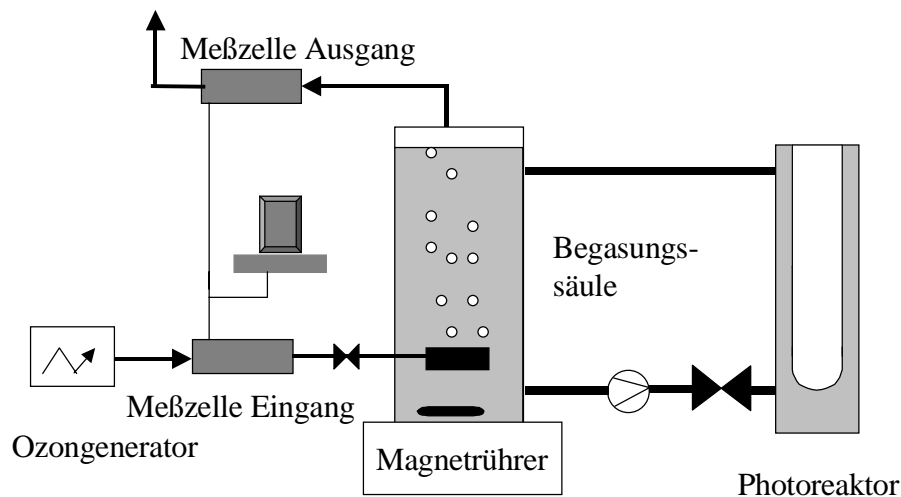 Meßzelle Ausgang
Begasungs-
säule
Meßzelle Eingang
Ozongenerator
Magnetrührer
Photoreaktor